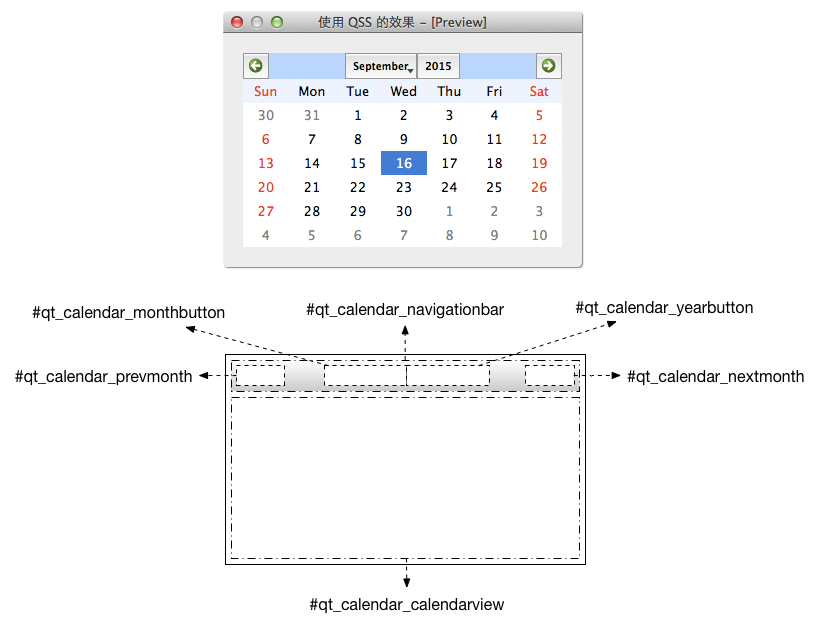 使用 QSS 的效果 - [Preview]
September 2015
Sun Mon Tue Wed Thu Fri Sat
30 31 1 2 3 4 5
6 7 8 9 10 11 12
13 14 15 16 17 18 19
20 21 22 23 24 25 26
27 28 29 30 1 2 3
4 5 6 7 8 9 10
#qt_calendar_monthbutton #qt_calendar_navigationbar #qt_calendar_yearbutton
#qt_calendar_prevmonth #qt_calendar_nextmonth
#qt_calendar_calendarview